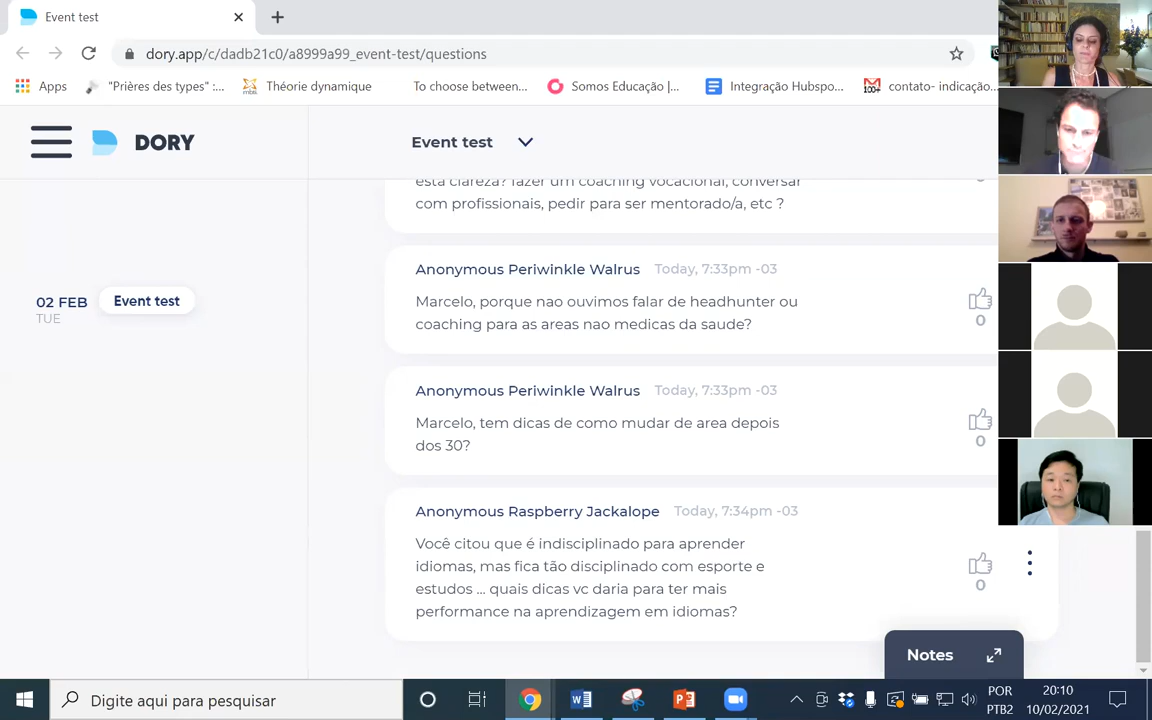 Event test
dory.app/c/dadb21c0/a8999a99_event-test/questions
Apps
"Prières des types" :...
Théorie dynamique
To choose between...
Somos Educação |...
Integração Hubspo...
contato- indicação...
DORY
Event test
esta clareza? fazer um coaching vocacional, conversar
com profissionais, pedir para ser mentorado/a, etc ?
02 FEB
TUE
Event test
Anonymous Periwinkle Walrus Today, 7:33pm -03
Marcelo, porque nao ouvimos falar de headhunter ou
coaching para as areas nao medicas da saude?
0
Anonymous Periwinkle Walrus Today, 7:33pm -03
Marcelo, tem dicas de como mudar de area depois
dos 30?
0
Anonymous Raspberry Jackalope Today, 7:34pm -03
Você citou que é indisciplinado para aprender
idiomas, mas fica tão disciplinado com esporte e
estudos ... quais dicas vc daria para ter mais
performance na aprendizagem em idiomas?
0
Notes
Digite aqui para pesquisar
POR
PTB2
20:10
10/02/2021